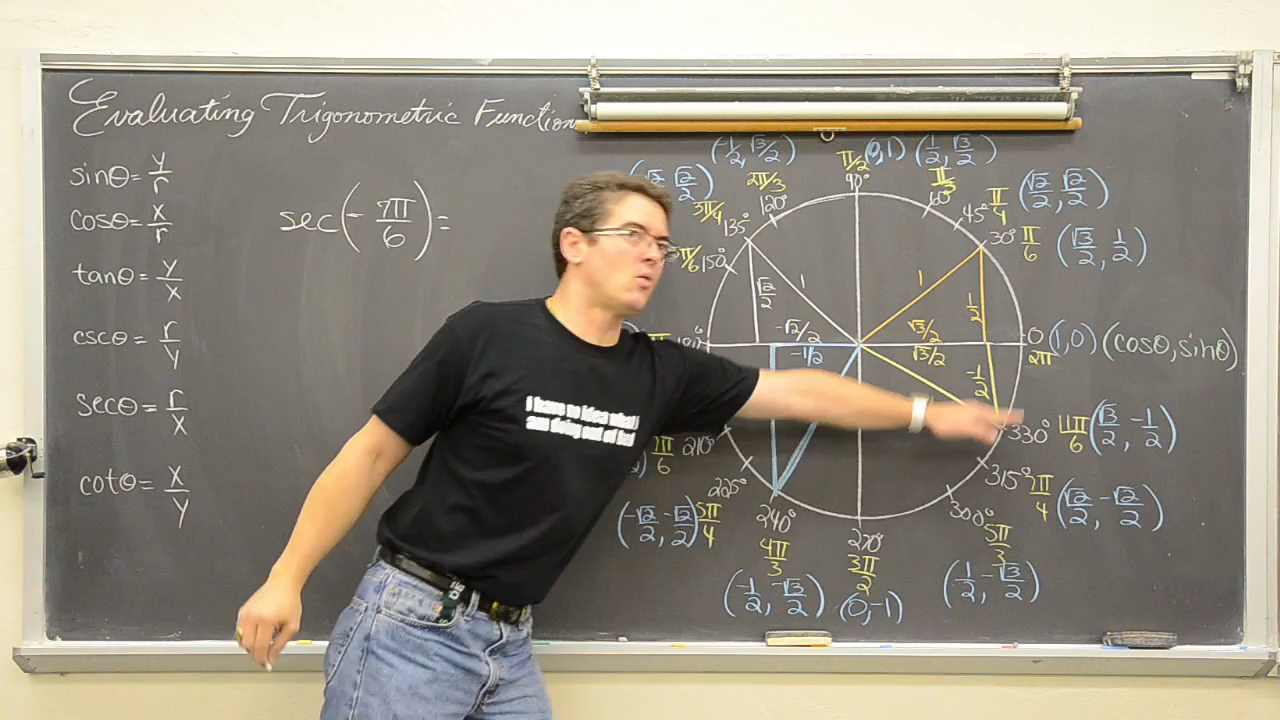 Evaluating Trigonometric Function
sinθ = y/r
cosθ = x/r
tanθ = y/x
cscθ = r/y
secθ = r/x
cotθ = x/y
sec(-7π/6) =
I have no idea what I
am doing out of bed
(-1/2, √3/2)
2π/3
120°
π/2
(0,1)
90°
(1/2, √3/2)
π/3
60°
(√2/2, √2/2)
π/4
45°
30°
π/6
(√3/2, 1/2)
√2/2)
3π/4
135°
5π/6
150°
√2/2
1
-√2/2
1
1/2
√3/2
-1/2
√3/2
-1/2
0
2π
(1,0)
(cosθ, sinθ)
180°
7π/6
210°
330°
11π/6
(√3/2, -1/2)
225°
5π/4
(-√2/2, -√2/2)
315°
7π/4
(√2/2, -√2/2)
240°
4π/3
(-1/2, -√3/2)
270°
3π/2
(0,-1)
300°
5π/3
(1/2, -√3/2)